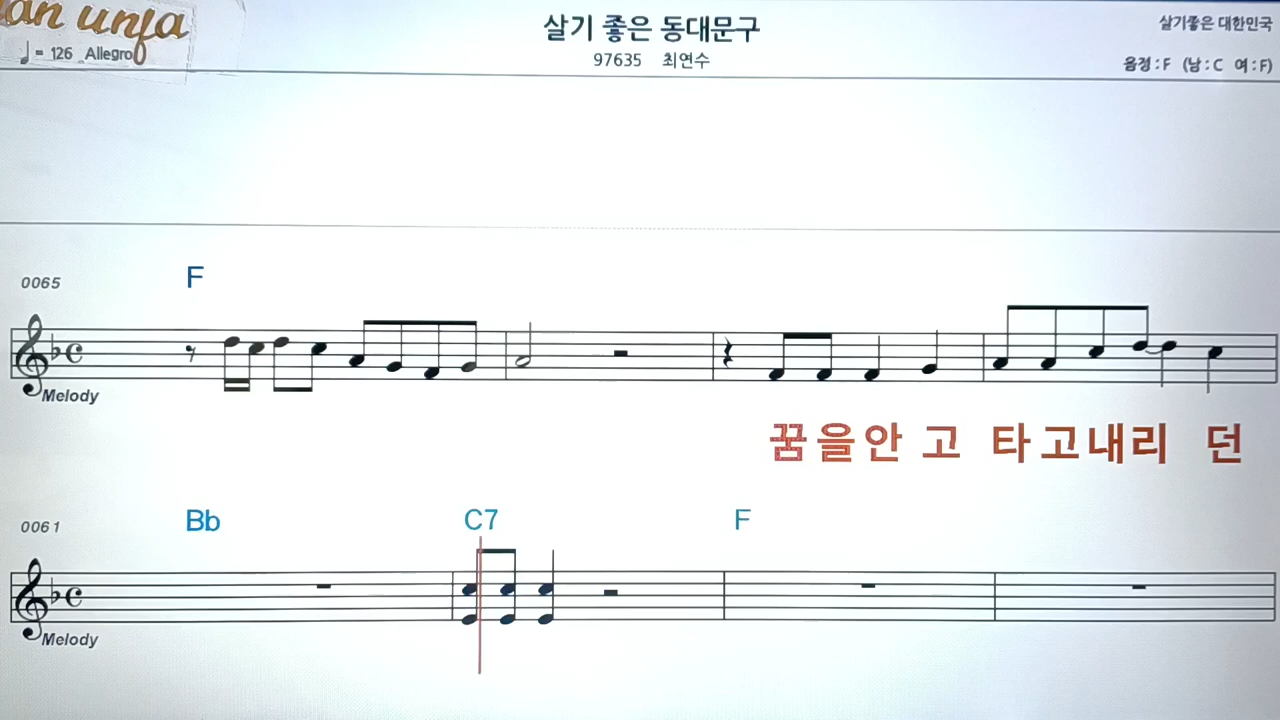 살기 좋은 동대문구
살기좋은 대한민국
♩= 126 Allegro
97635 최연수
음정:F (남:C 여:F)
0065 F
Melody
꿈을안 고 타고내리 던
0061 Bb C7 F
Melody